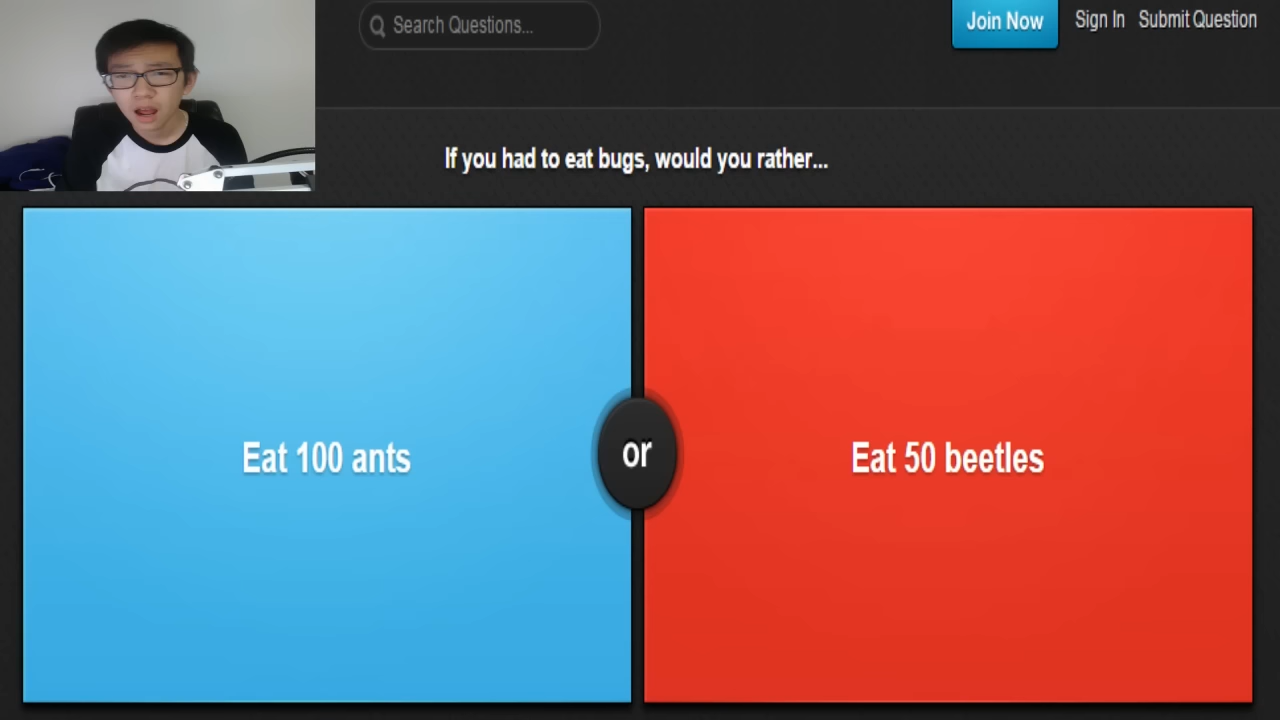 Search Questions...
Join Now
Sign In
Submit Question
If you had to eat bugs, would you rather...
Eat 100 ants
or
Eat 50 beetles